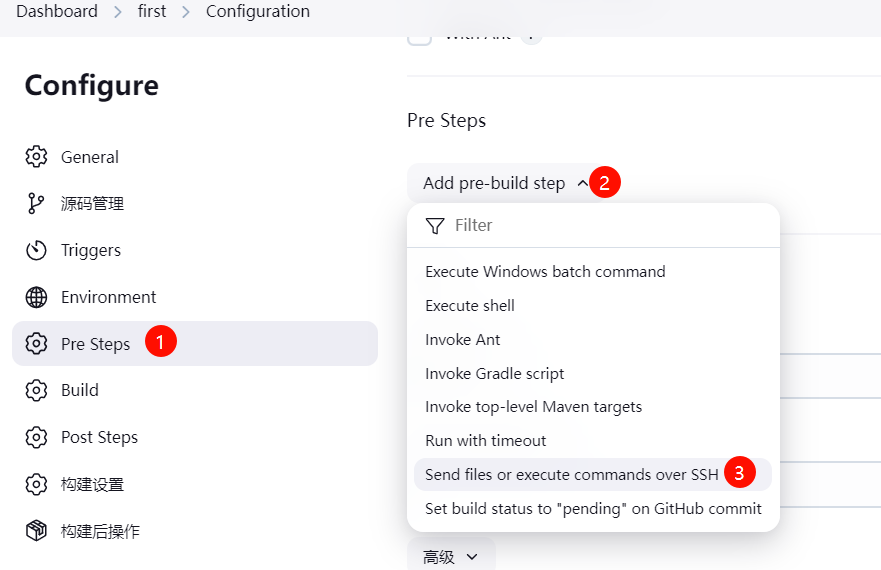 Dashboard > first > Configuration
Configure
General
源码管理
Triggers
Environment
Pre Steps 1
Build
Post Steps
构建设置
构建后操作
With Ant ?
Pre Steps
Add pre-build step 2
Filter
Execute Windows batch command
Execute shell
Invoke Ant
Invoke Gradle script
Invoke top-level Maven targets
Run with timeout
Send files or execute commands over SSH 3
Set build status to "pending" on GitHub commit
高级